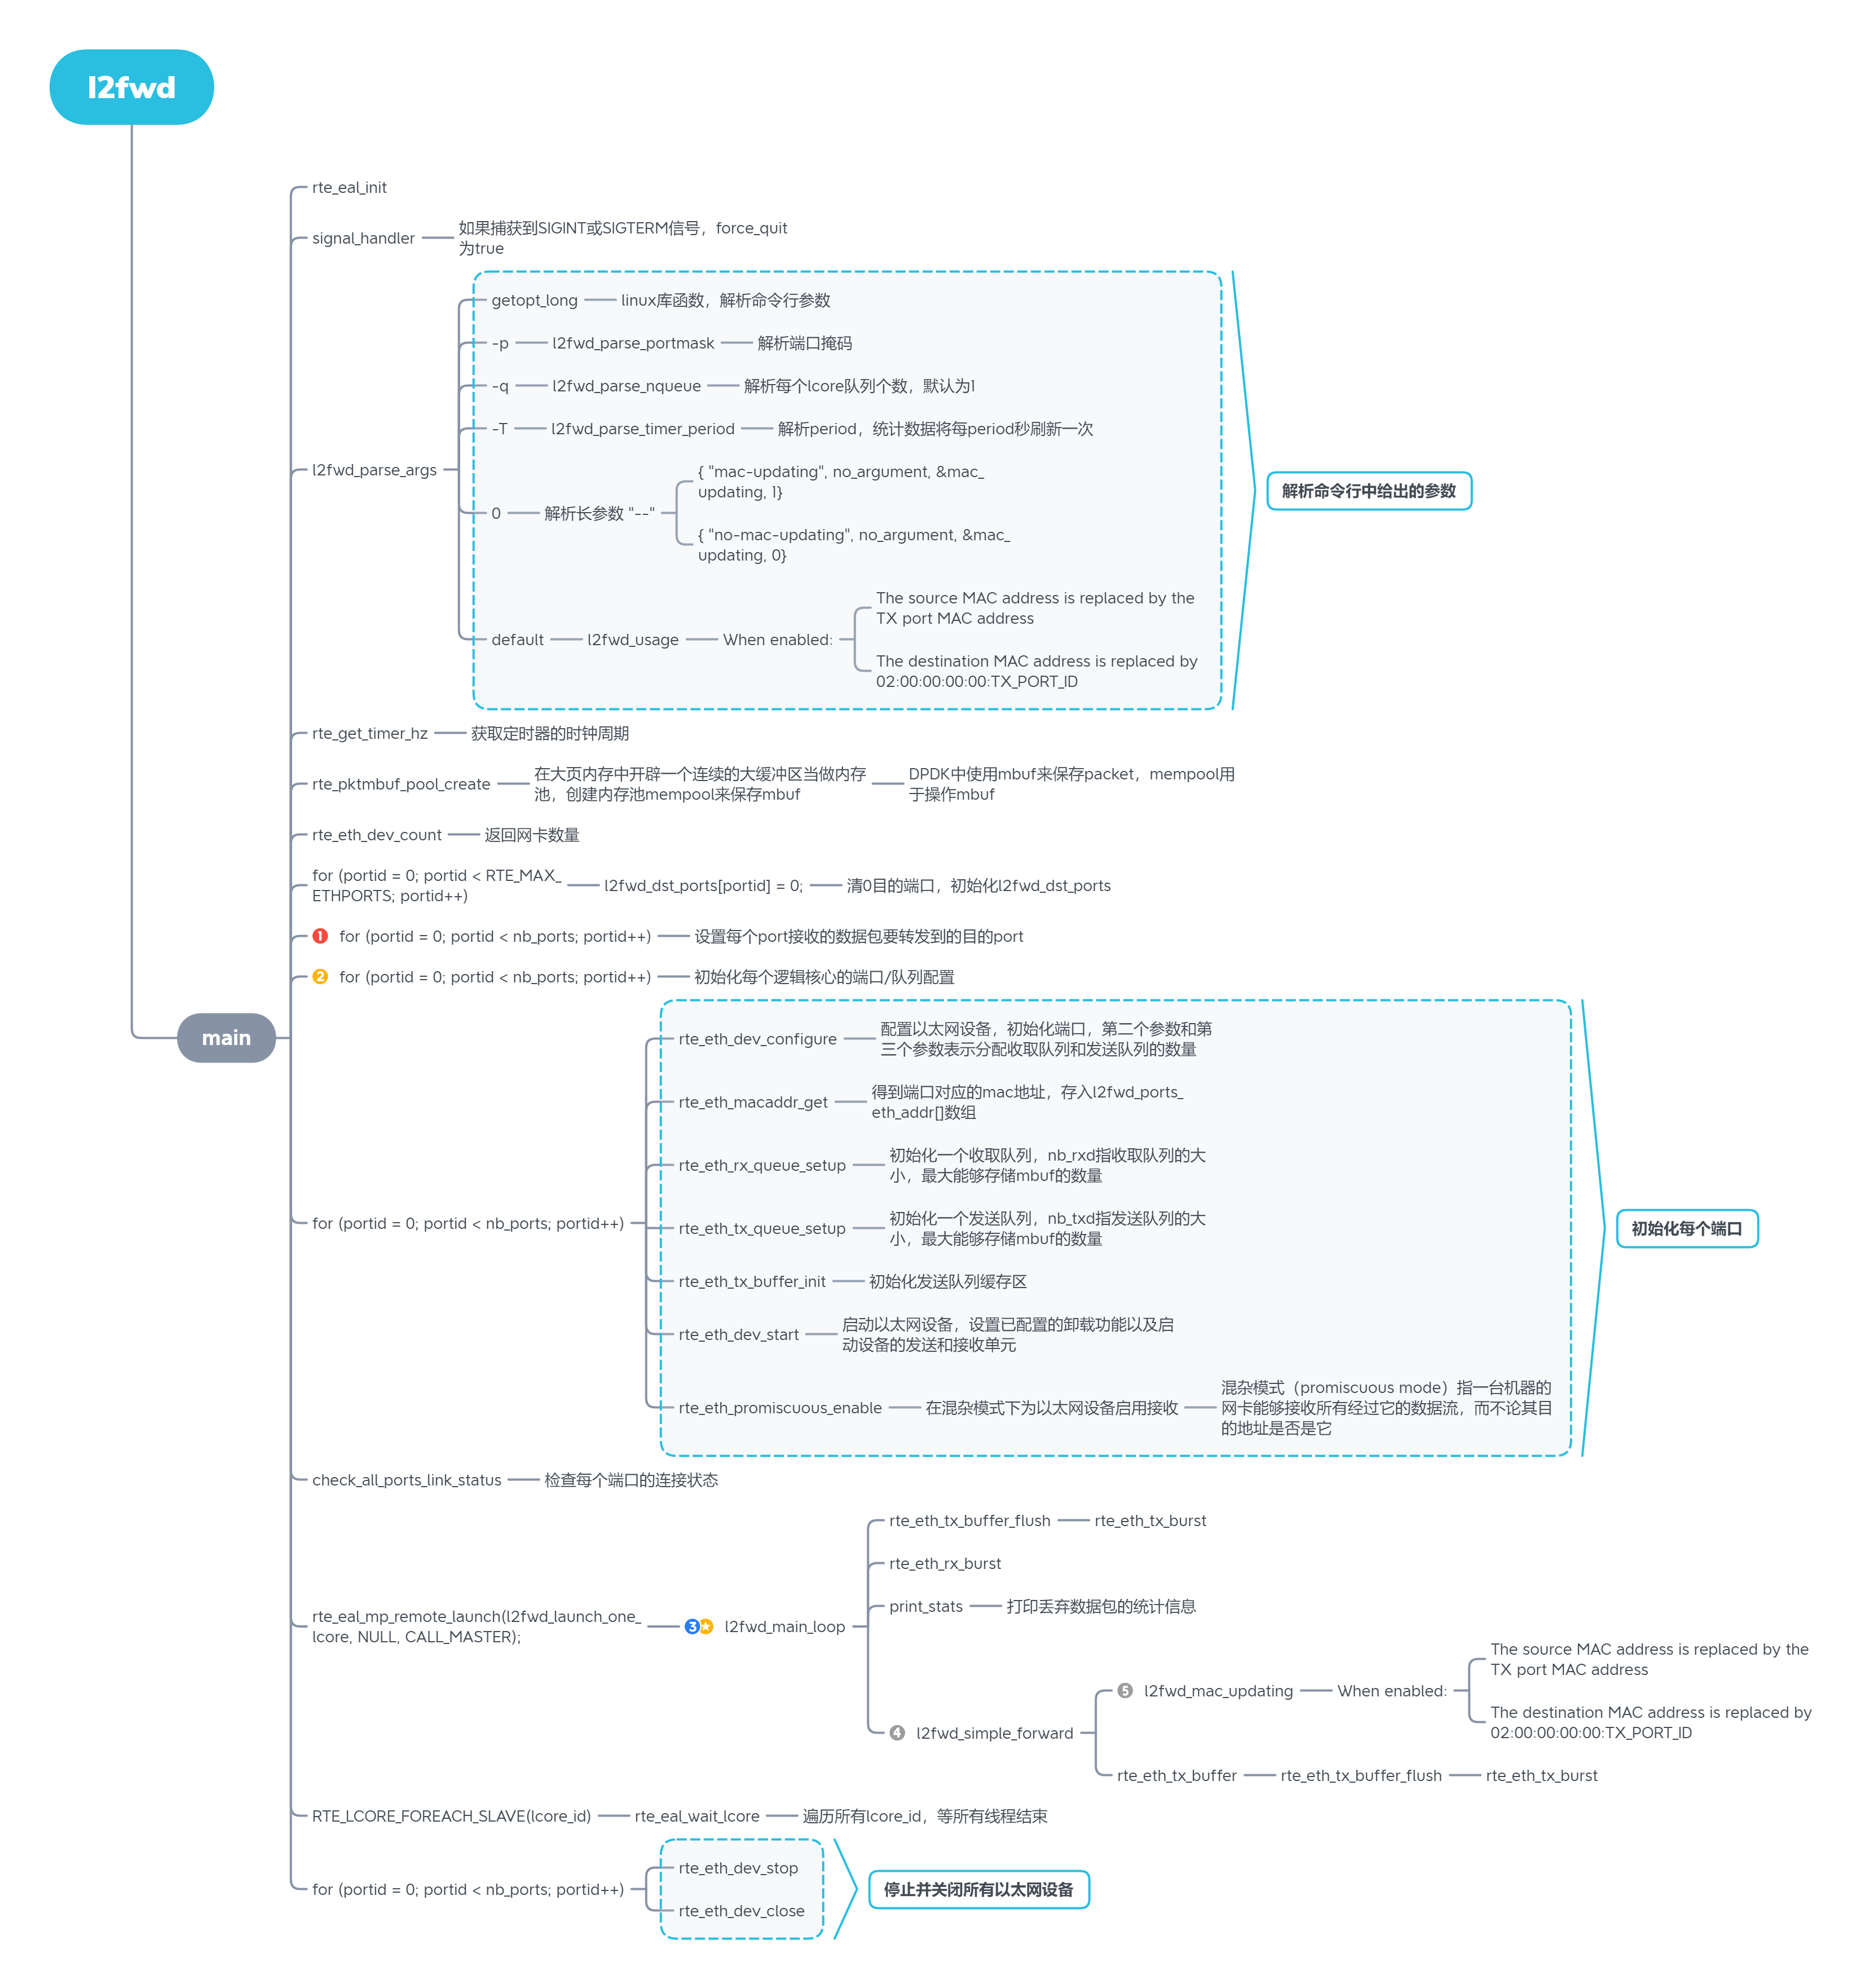 l2fwd
rte_eal_init
signal_handler
如果捕获到SIGINT或SIGTERM信号，force_quit
为true
l2fwd_parse_args
getopt_long
linux库函数，解析命令行参数
-p
l2fwd_parse_portmask
解析端口掩码
-q
l2fwd_parse_nqueue
解析每个lcore队列个数，默认为1
-T
l2fwd_parse_timer_period
解析period，统计数据将每period秒刷新一次
0
解析长参数 "--"
{ "mac-updating", no_argument, &mac_
updating, 1}
{ "no-mac-updating", no_argument, &mac_
updating, 0}
default
l2fwd_usage
When enabled:
The source MAC address is replaced by the
TX port MAC address
The destination MAC address is replaced by
02:00:00:00:00:TX_PORT_ID
解析命令行中给出的参数
rte_get_timer_hz
获取定时器的时钟周期
rte_pktmbuf_pool_create
在大页内存中开辟一个连续的大缓冲区当做内存
池，创建内存池mempool来保存mbuf
DPDK中使用mbuf来保存packet，mempool用
于操作mbuf
rte_eth_dev_count
返回网卡数量
for (portid = 0; portid < RTE_MAX_
ETHPORTS; portid++)
l2fwd_dst_ports[portid] = 0;
清0目的端口，初始化l2fwd_dst_ports
1 for (portid = 0; portid < nb_ports; portid++)
设置每个port接收的数据包要转发到的目的port
2 for (portid = 0; portid < nb_ports; portid++)
初始化每个逻辑核心的端口/队列配置
main
for (portid = 0; portid < nb_ports; portid++)
rte_eth_dev_configure
配置以太网设备，初始化端口，第二个参数和第
三个参数表示分配收取队列和发送队列的数量
rte_eth_macaddr_get
得到端口对应的mac地址，存入l2fwd_ports_
eth_addr[]数组
rte_eth_rx_queue_setup
初始化一个收取队列，nb_rxd指收取队列的大
小，最大能够存储mbuf的数量
rte_eth_tx_queue_setup
初始化一个发送队列，nb_txd指发送队列的大
小，最大能够存储mbuf的数量
rte_eth_tx_buffer_init
初始化发送队列缓存区
rte_eth_dev_start
启动以太网设备，设置已配置的卸载功能以及启
动设备的发送和接收单元
rte_eth_promiscuous_enable
在混杂模式下为以太网设备启用接收
混杂模式（promiscuous mode）指一台机器的
网卡能够接收所有经过它的数据流，而不论其目
的地址是否是它
初始化每个端口
check_all_ports_link_status
检查每个端口的连接状态
rte_eal_mp_remote_launch(l2fwd_launch_one_
lcore, NULL, CALL_MASTER);
3 l2fwd_main_loop
rte_eth_tx_buffer_flush
rte_eth_tx_burst
rte_eth_rx_burst
print_stats
打印丢弃数据包的统计信息
4 l2fwd_simple_forward
5 l2fwd_mac_updating
When enabled:
The source MAC address is replaced by the
TX port MAC address
The destination MAC address is replaced by
02:00:00:00:00:TX_PORT_ID
rte_eth_tx_buffer
rte_eth_tx_buffer_flush
rte_eth_tx_burst
RTE_LCORE_FOREACH_SLAVE(lcore_id)
rte_eal_wait_lcore
遍历所有lcore_id，等所有线程结束
for (portid = 0; portid < nb_ports; portid++)
rte_eth_dev_stop
rte_eth_dev_close
停止并关闭所有以太网设备